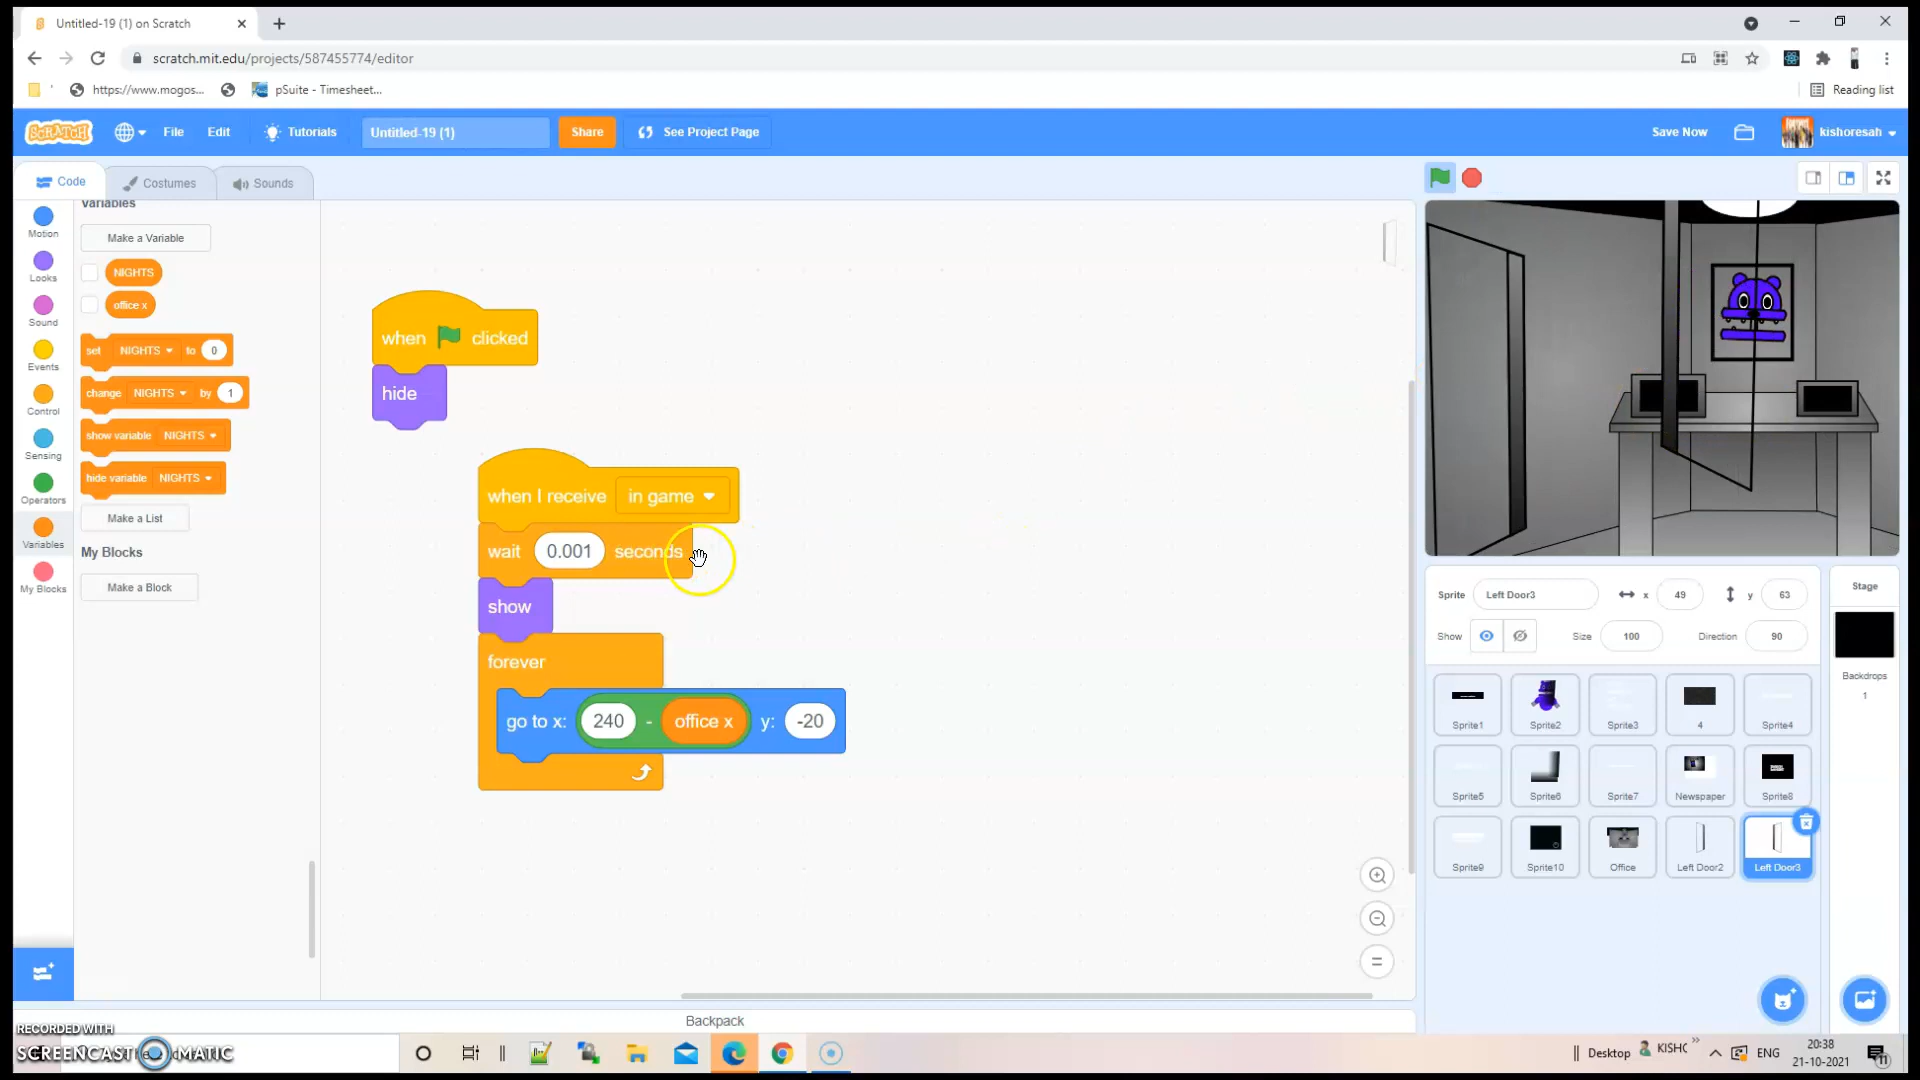 Untitled-19 (1) on Scratch
scratch.mit.edu/projects/587455774/editor
https://www.mogos...
pSuite - Timesheet...
Reading list
SCRATCH
File
Edit
Tutorials
Untitled-19 (1)
Share
See Project Page
Save Now
kishoresah
Code
Costumes
Sounds
Motion
Looks
Sound
Events
Control
Sensing
Operators
Variables
My Blocks
Variables
Make a Variable
NIGHTS
office x
set NIGHTS to 0
change NIGHTS by 1
show variable NIGHTS
hide variable NIGHTS
Make a List
My Blocks
Make a Block
when clicked
hide
when I receive in game
wait 0.001 seconds
show
forever
go to x: 240 - office x y: -20
Sprite Left Door3 x 49 y 63
Show Size 100 Direction 90
Sprite1 Sprite2 Sprite3 4 Sprite4
Sprite5 Sprite6 Sprite7 Newspaper Sprite8
Sprite9 Sprite10 Office Left Door2 Left Door3
Stage
Backdrops
1
Backpack
RECORDED WITH
SCREENCAST MATIC
Desktop
KISHC
ENG
20:38
21-10-2021
11